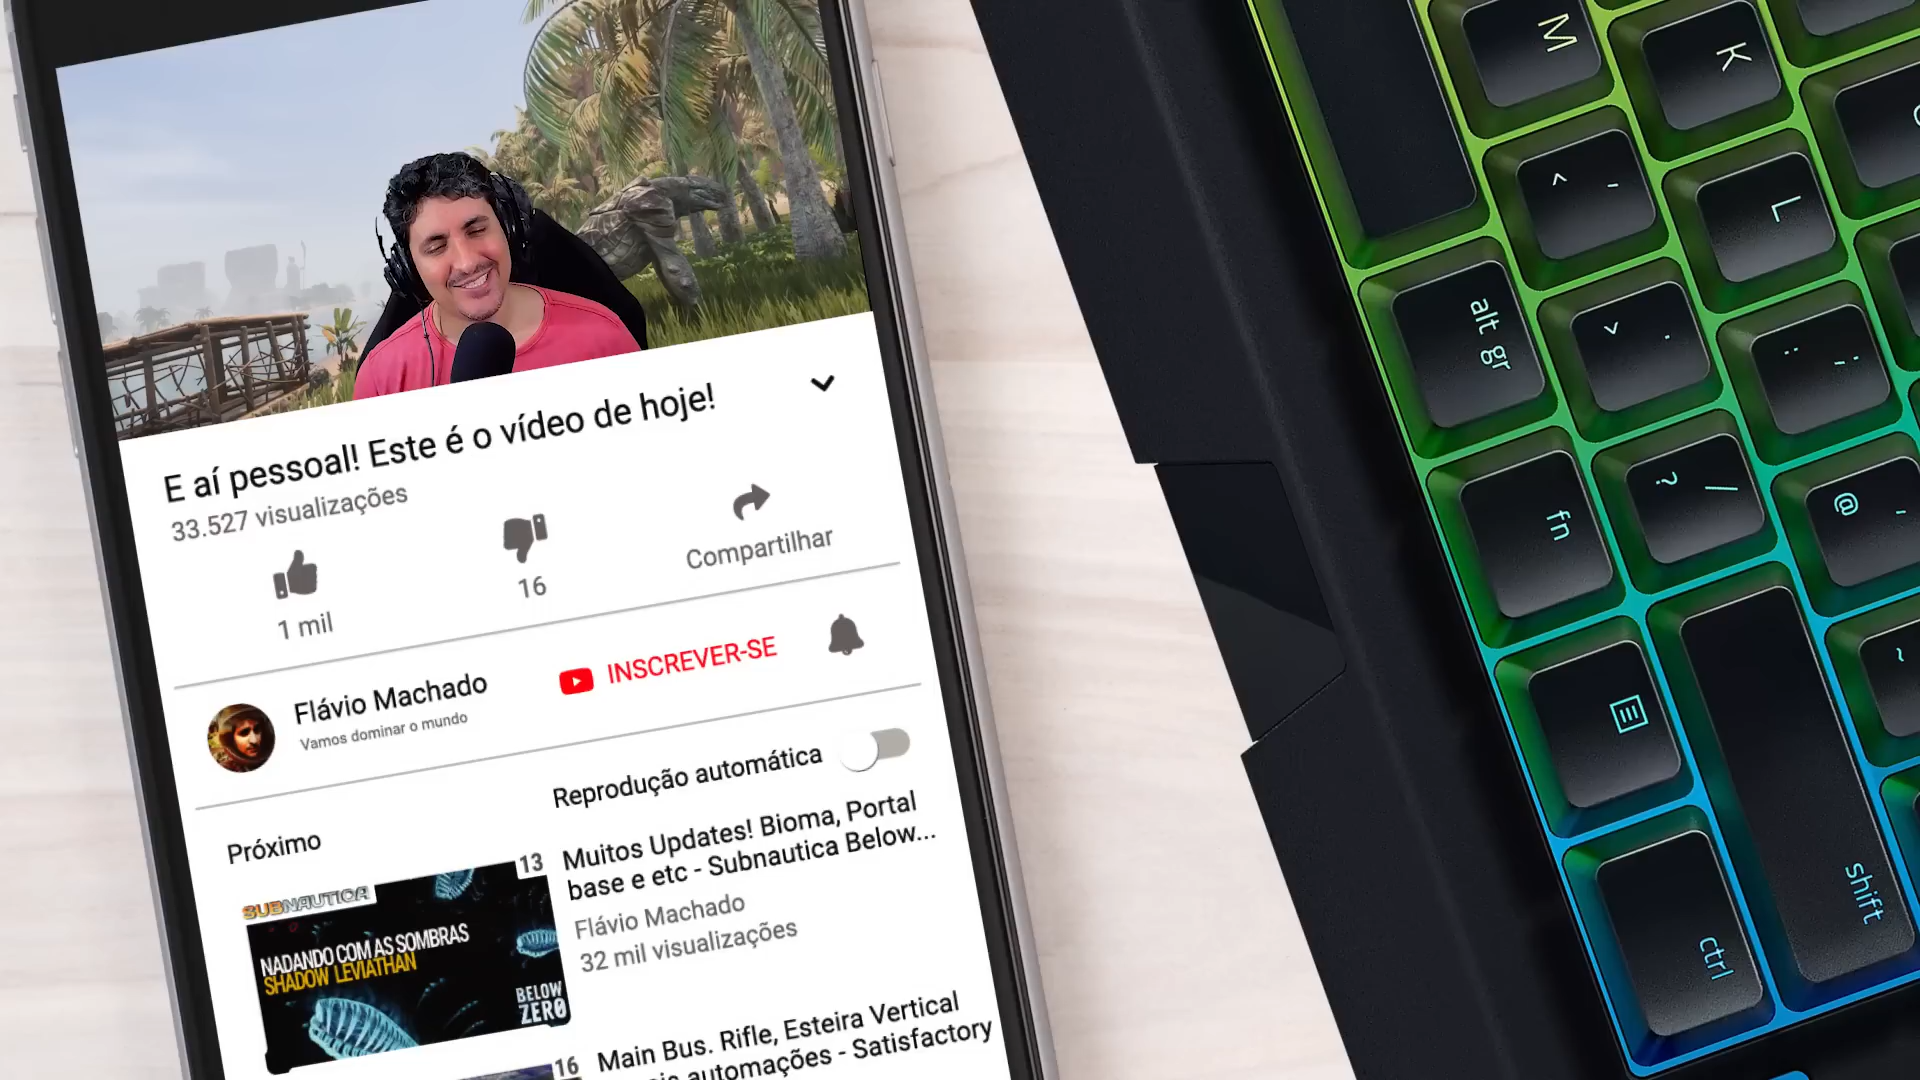 E aí pessoal! Este é o vídeo de hoje!
33.527 visualizações
1 mil
16
Compartilhar
Flávio Machado
Vamos dominar o mundo
INSCREVER-SE
Reprodução automática
Próximo
13
SUBNAUTICA
NADANDO COM AS SOMBRAS
SHADOW LEVIATHAN
BELOW
ZERO
Muitos Updates! Bioma, Portal
base e etc - Subnautica Below...
Flávio Machado
32 mil visualizações
16
Main Bus. Rifle, Esteira Vertical
automações - Satisfactory
M
K
L
alt gr
fn
? /
@
shift
ctrl